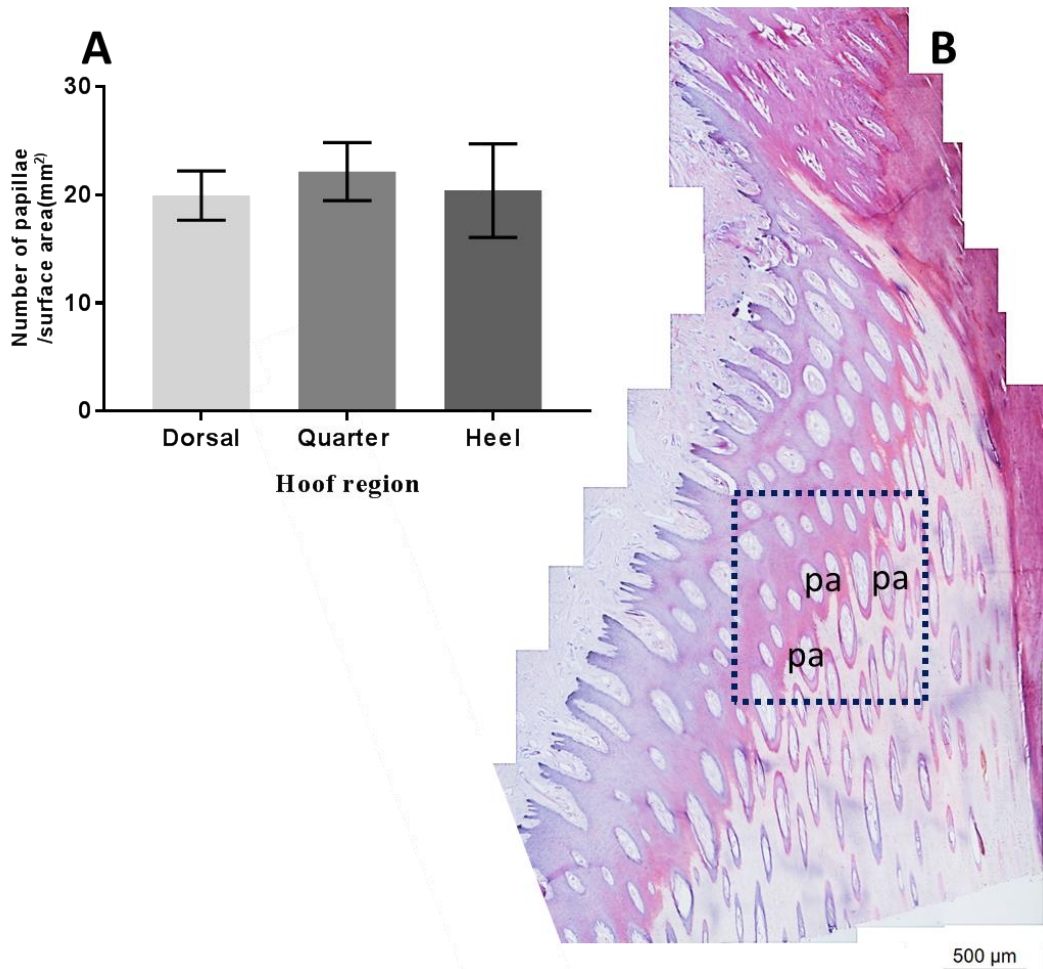 A
B
30
20
10
0
Number of papillae
/surface area(mm²)
Dorsal Quarter Heel
Hoof region
pa pa
pa
500 µm